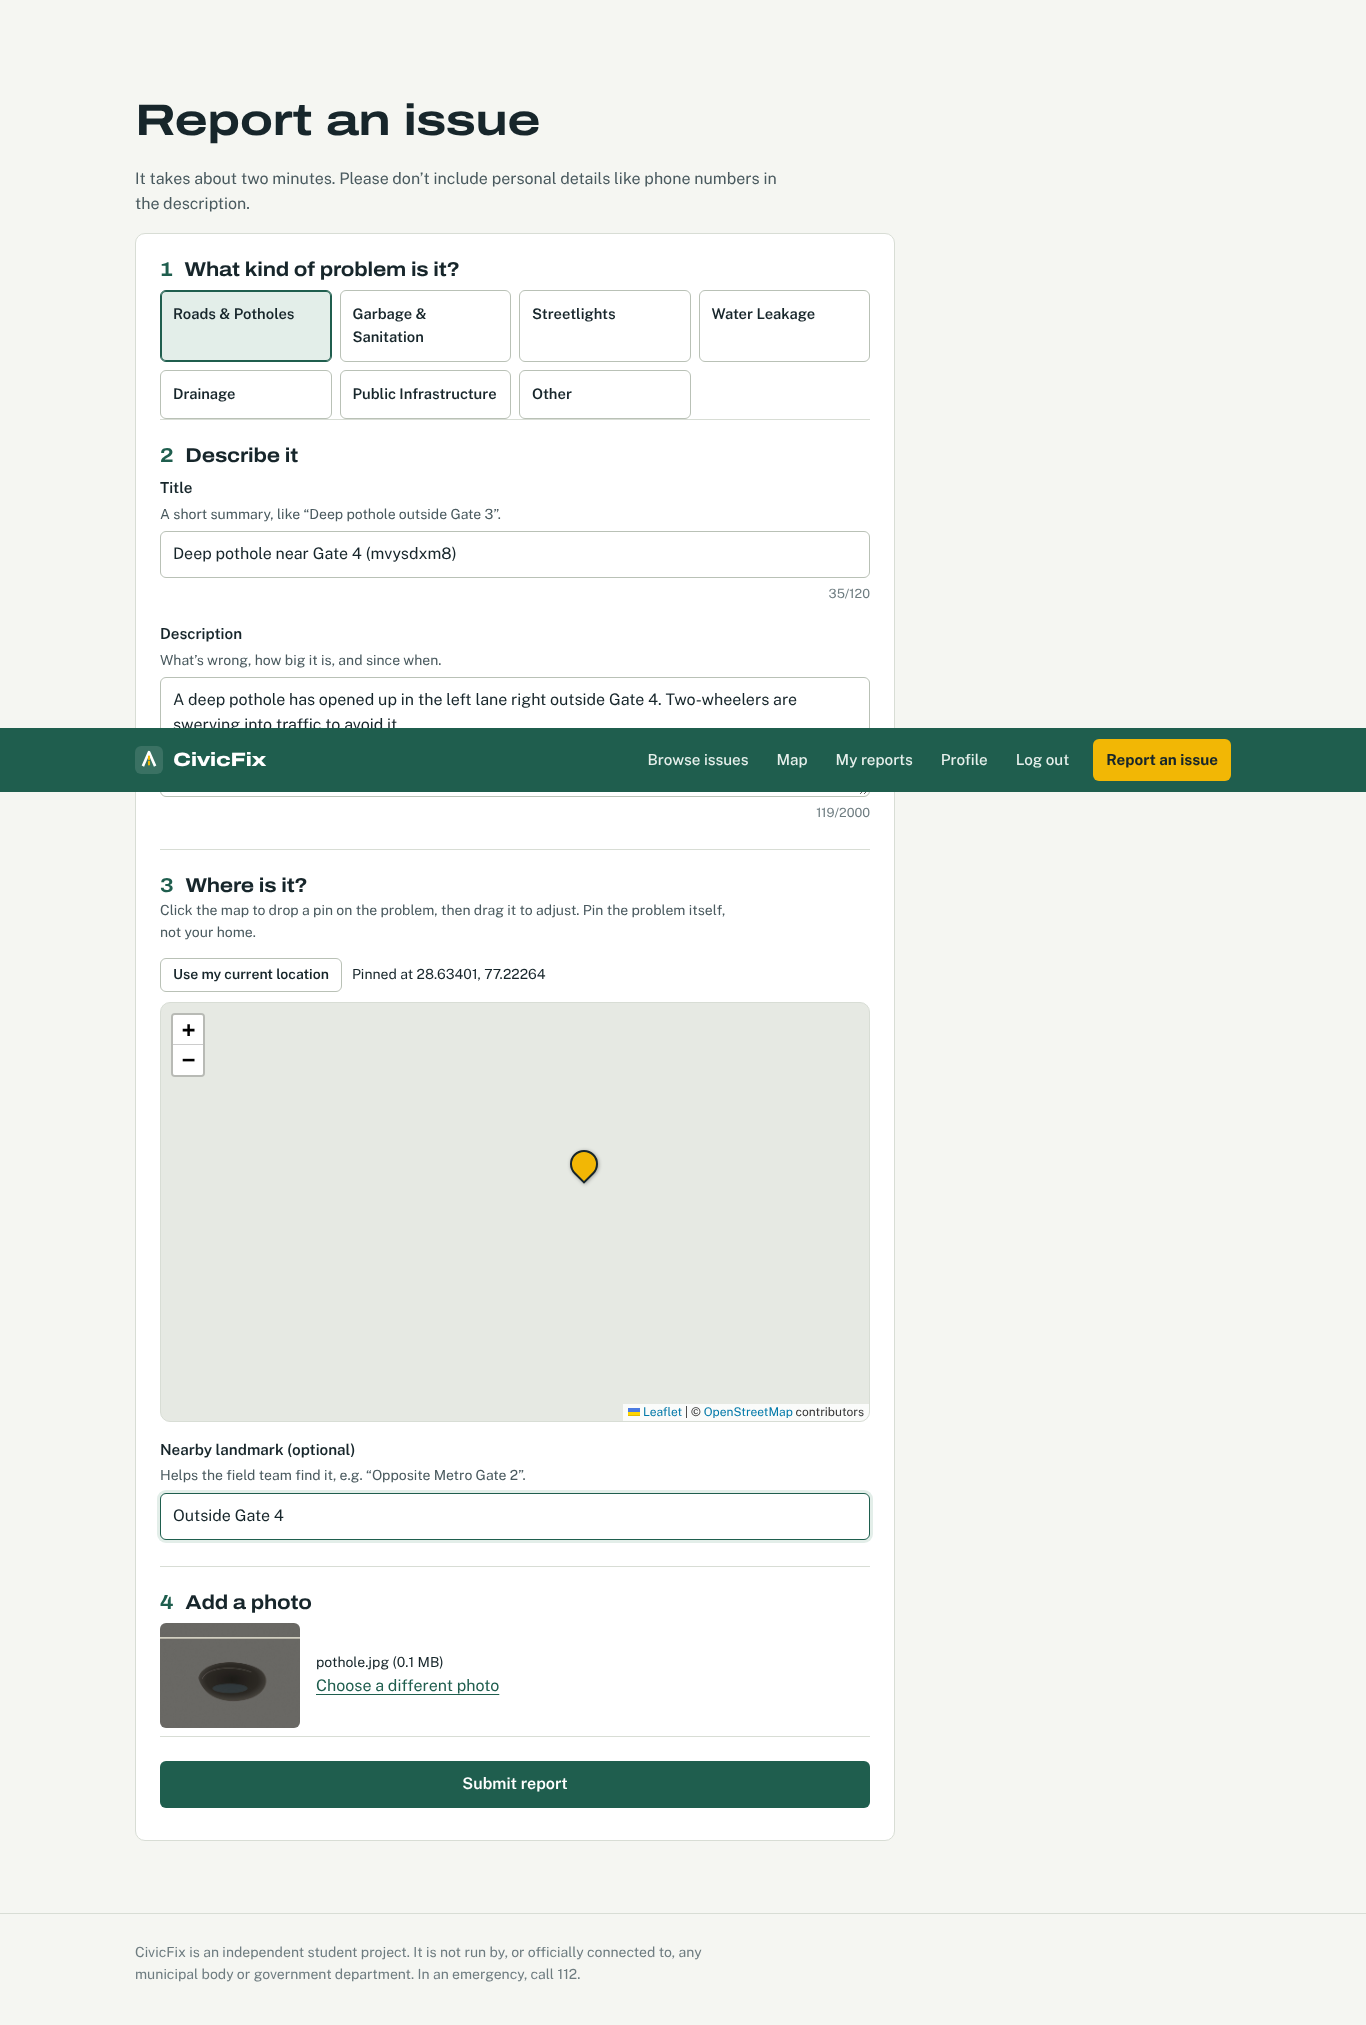 Report an issue
It takes about two minutes. Please don’t include personal details like phone numbers in
the description.
1 What kind of problem is it?
Roads & Potholes
Garbage &
Sanitation
Streetlights
Water Leakage
Drainage
Public Infrastructure
Other
2 Describe it
Title
A short summary, like “Deep pothole outside Gate 3”.
Deep pothole near Gate 4 (mvysdxm8)
35/120
Description
What’s wrong, how big it is, and since when.
A deep pothole has opened up in the left lane right outside Gate 4. Two-wheelers are
swerving into traffic to avoid it.
CivicFix
Browse issues
Map
My reports
Profile
Log out
Report an issue
119/2000
3 Where is it?
Click the map to drop a pin on the problem, then drag it to adjust. Pin the problem itself,
not your home.
Use my current location
Pinned at 28.63401, 77.22264
+
−
Leaflet | © OpenStreetMap contributors
Nearby landmark (optional)
Helps the field team find it, e.g. “Opposite Metro Gate 2”.
Outside Gate 4
4 Add a photo
pothole.jpg (0.1 MB)
Choose a different photo
Submit report
CivicFix is an independent student project. It is not run by, or officially connected to, any
municipal body or government department. In an emergency, call 112.